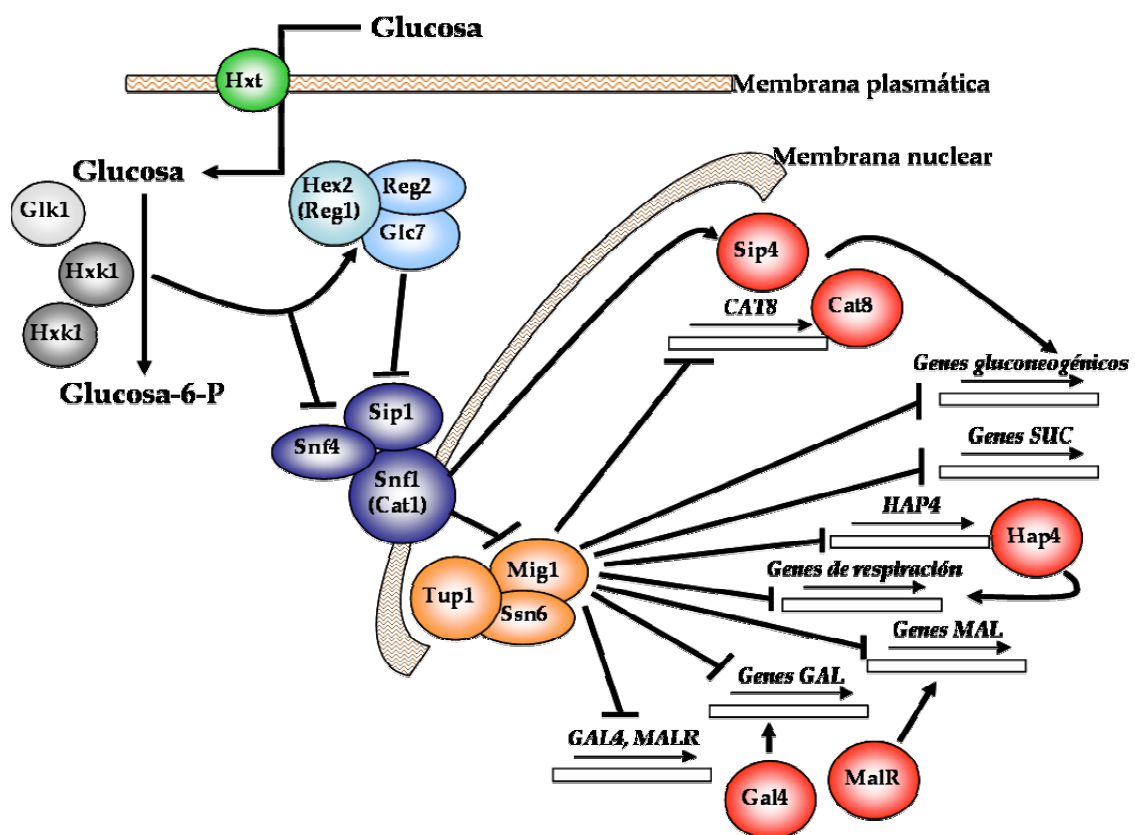 Glucosa
Hxt
Membrana plasmática
Membrana nuclear
Glucosa
Glk1
Hxk1
Hxk1
Glucosa-6-P
Hex2
(Reg1)
Reg2
Glc7
Sip4
CAT8
Cat8
Genes gluconeogénicos
Sip1
Snf4
Snf1
(Cat1)
Genes SUC
HAP4
Hap4
Mig1
Tup1
Ssn6
Genes de respiración
Genes MAL
Genes GAL
GAL4, MALR
Gal4
MalR